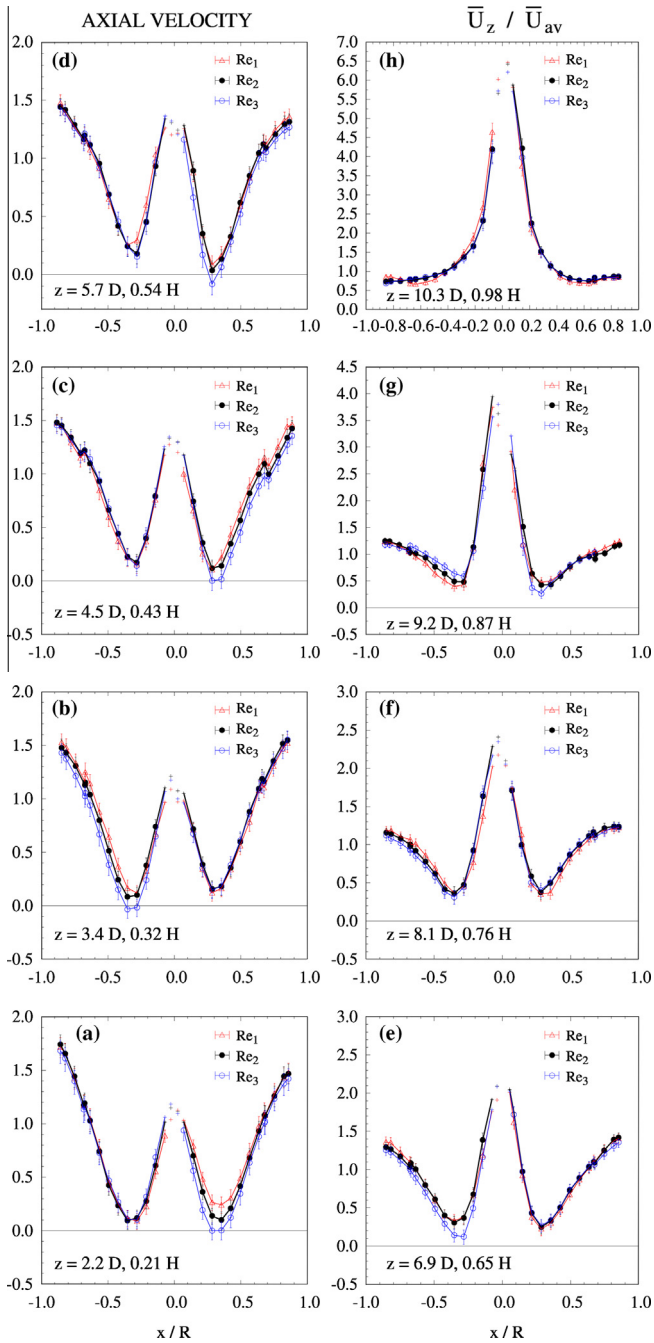 AXIAL VELOCITY
U̅z / U̅av
2.0
(d)
Re1
Re2
Re3
1.5
1.0
0.5
0.0
z = 5.7 D, 0.54 H
-1.0 -0.5 0.0 0.5 1.0
7.0
(h)
6.5
Re1
6.0
Re2
5.5
Re3
5.0
4.5
4.0
3.5
3.0
2.5
2.0
1.5
1.0
0.5
z = 10.3 D, 0.98 H
0.0
-1.0-0.8-0.6-0.4-0.2 0.0 0.2 0.4 0.6 0.8 1.0
2.0
(c)
Re1
Re2
Re3
1.5
1.0
0.5
0.0
z = 4.5 D, 0.43 H
-0.5
-1.0 -0.5 0.0 0.5 1.0
4.5
(g)
Re1
4.0
Re2
3.5
Re3
3.0
2.5
2.0
1.5
1.0
0.5
0.0
z = 9.2 D, 0.87 H
-0.5
-1.0 -0.5 0.0 0.5 1.0
2.0
(b)
Re1
Re2
Re3
1.5
1.0
0.5
0.0
z = 3.4 D, 0.32 H
-0.5
-1.0 -0.5 0.0 0.5 1.0
3.0
(f)
Re1
Re2
2.5
Re3
2.0
1.5
1.0
0.5
0.0
z = 8.1 D, 0.76 H
-0.5
-1.0 -0.5 0.0 0.5 1.0
2.0
(a)
Re1
Re2
Re3
1.5
1.0
0.5
0.0
z = 2.2 D, 0.21 H
-0.5
-1.0 -0.5 0.0 0.5 1.0
x / R
3.0
(e)
Re1
Re2
2.5
Re3
2.0
1.5
1.0
0.5
0.0
z = 6.9 D, 0.65 H
-0.5
-1.0 -0.5 0.0 0.5 1.0
x / R